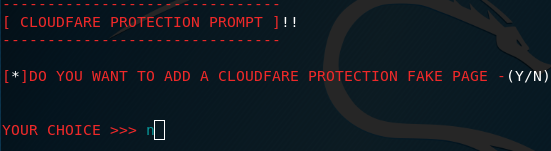 -------------------------------
[ CLOUDFARE PROTECTION PROMPT ]!!
-------------------------------
[*]DO YOU WANT TO ADD A CLOUDFARE PROTECTION FAKE PAGE -(Y/N)
YOUR CHOICE >>> n